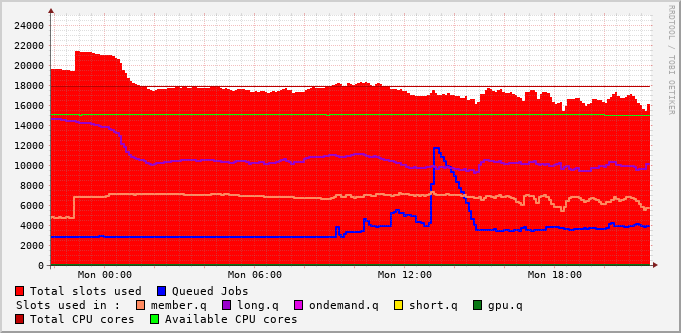 RRDTOOL / TOBI OETIKER
24000
22000
20000
18000
16000
14000
12000
10000
8000
6000
4000
2000
0
Mon 00:00 Mon 06:00 Mon 12:00 Mon 18:00
Total slots used Queued Jobs
Slots used in : member.q long.q ondemand.q short.q gpu.q
Total CPU cores Available CPU cores